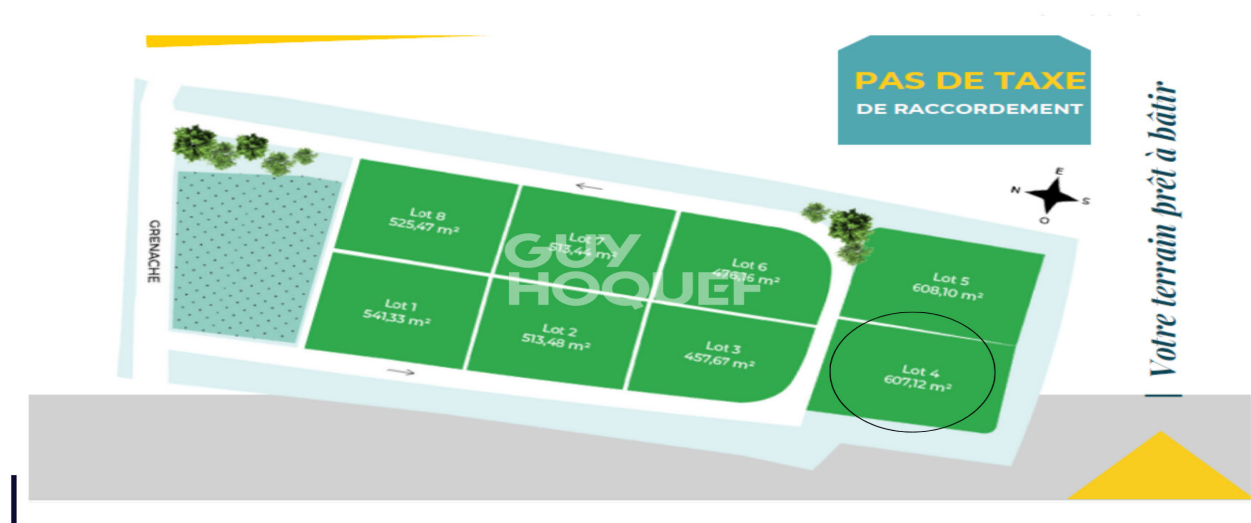 PAS DE TAXE
DE RACCORDEMENT
Votre terrain prêt à bâtir
E
N
S
O
GRENACHE
Lot 8
525,47 m²
Lot 7
513,44 m²
Lot 6
476,16 m²
Lot 5
608,10 m²
GUY
HOQUET
Lot 1
541,33 m²
Lot 2
513,48 m²
Lot 3
457,67 m²
Lot 4
607,12 m²